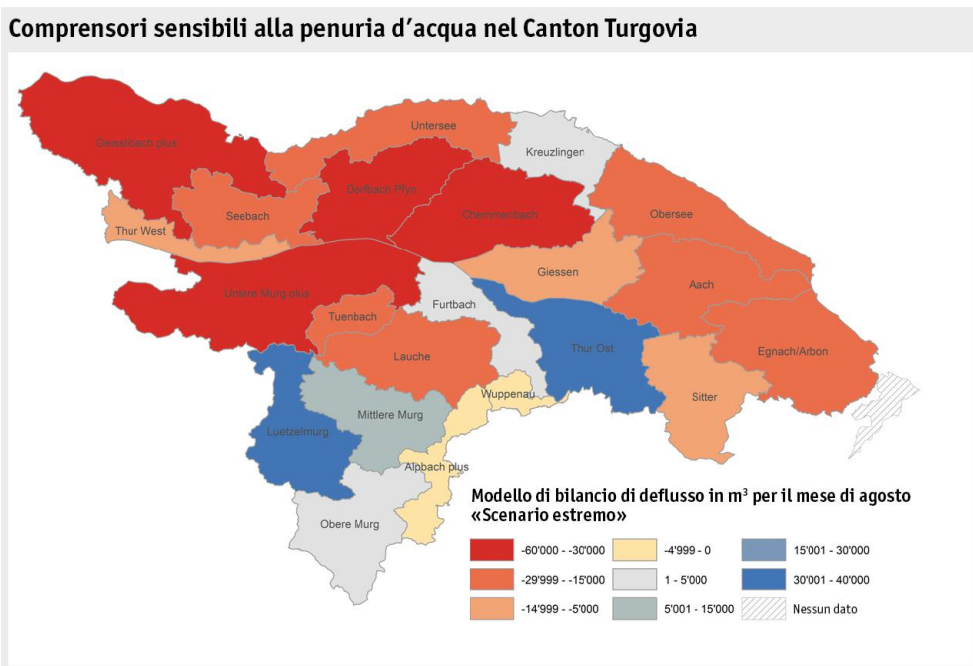 Comprensori sensibili alla penuria d'acqua nel Canton Turgovia
Untersee
Geisslibach plus
Kreuzlingen
Dorfbach Pfyn
Seebach
Chemmenbach
Obersee
Thur West
Giessen
Aach
Untere Murg plus
Furtbach
Tuenbach
Thur Ost
Egnach/Arbon
Lauche
Wuppenau
Sitter
Mittlere Murg
Luetzelmurg
Alpbach plus
Obere Murg
Modello di bilancio di deflusso in m³ per il mese di agosto
«Scenario estremo»
-60'000 - -30'000
-4'999 - 0
15'001 - 30'000
-29'999 - -15'000
1 - 5'000
30'001 - 40'000
-14'999 - -5'000
5'001 - 15'000
Nessun dato